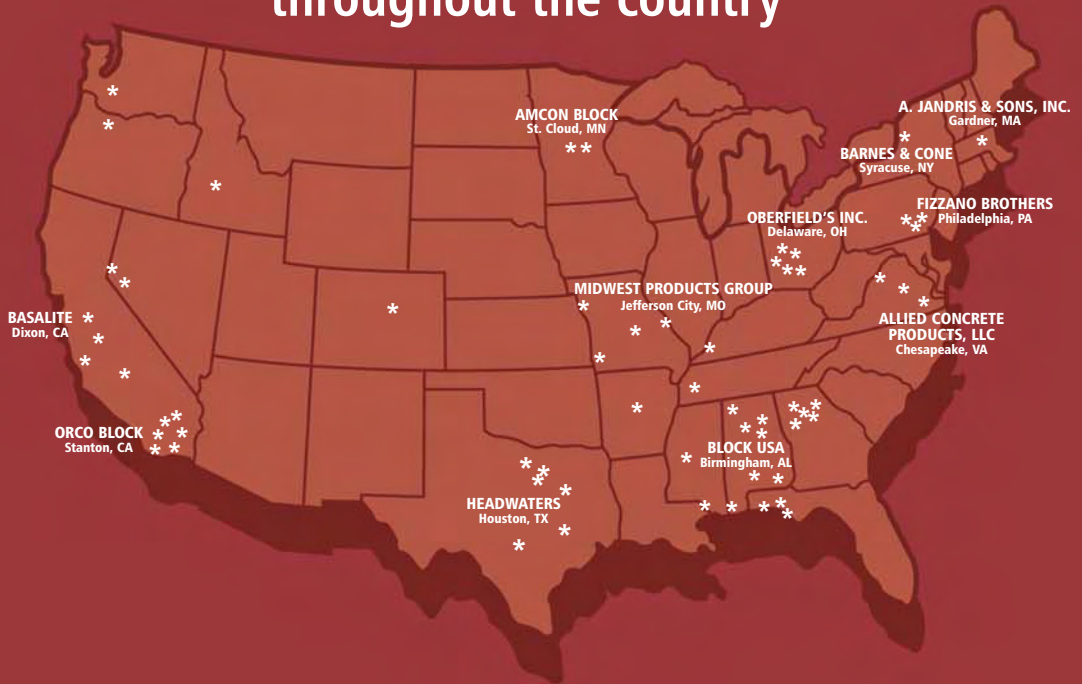 throughout the country
AMCON BLOCK
St. Cloud, MN
A. JANDRIS & SONS, INC.
Gardner, MA
BARNES & CONE
Syracuse, NY
FIZZANO BROTHERS
Philadelphia, PA
OBERFIELD'S INC.
Delaware, OH
MIDWEST PRODUCTS GROUP
Jefferson City, MO
BASALITE
Dixon, CA
ALLIED CONCRETE
PRODUCTS, LLC
Chesapeake, VA
ORCO BLOCK
Stanton, CA
BLOCK USA
Birmingham, AL
HEADWATERS
Houston, TX